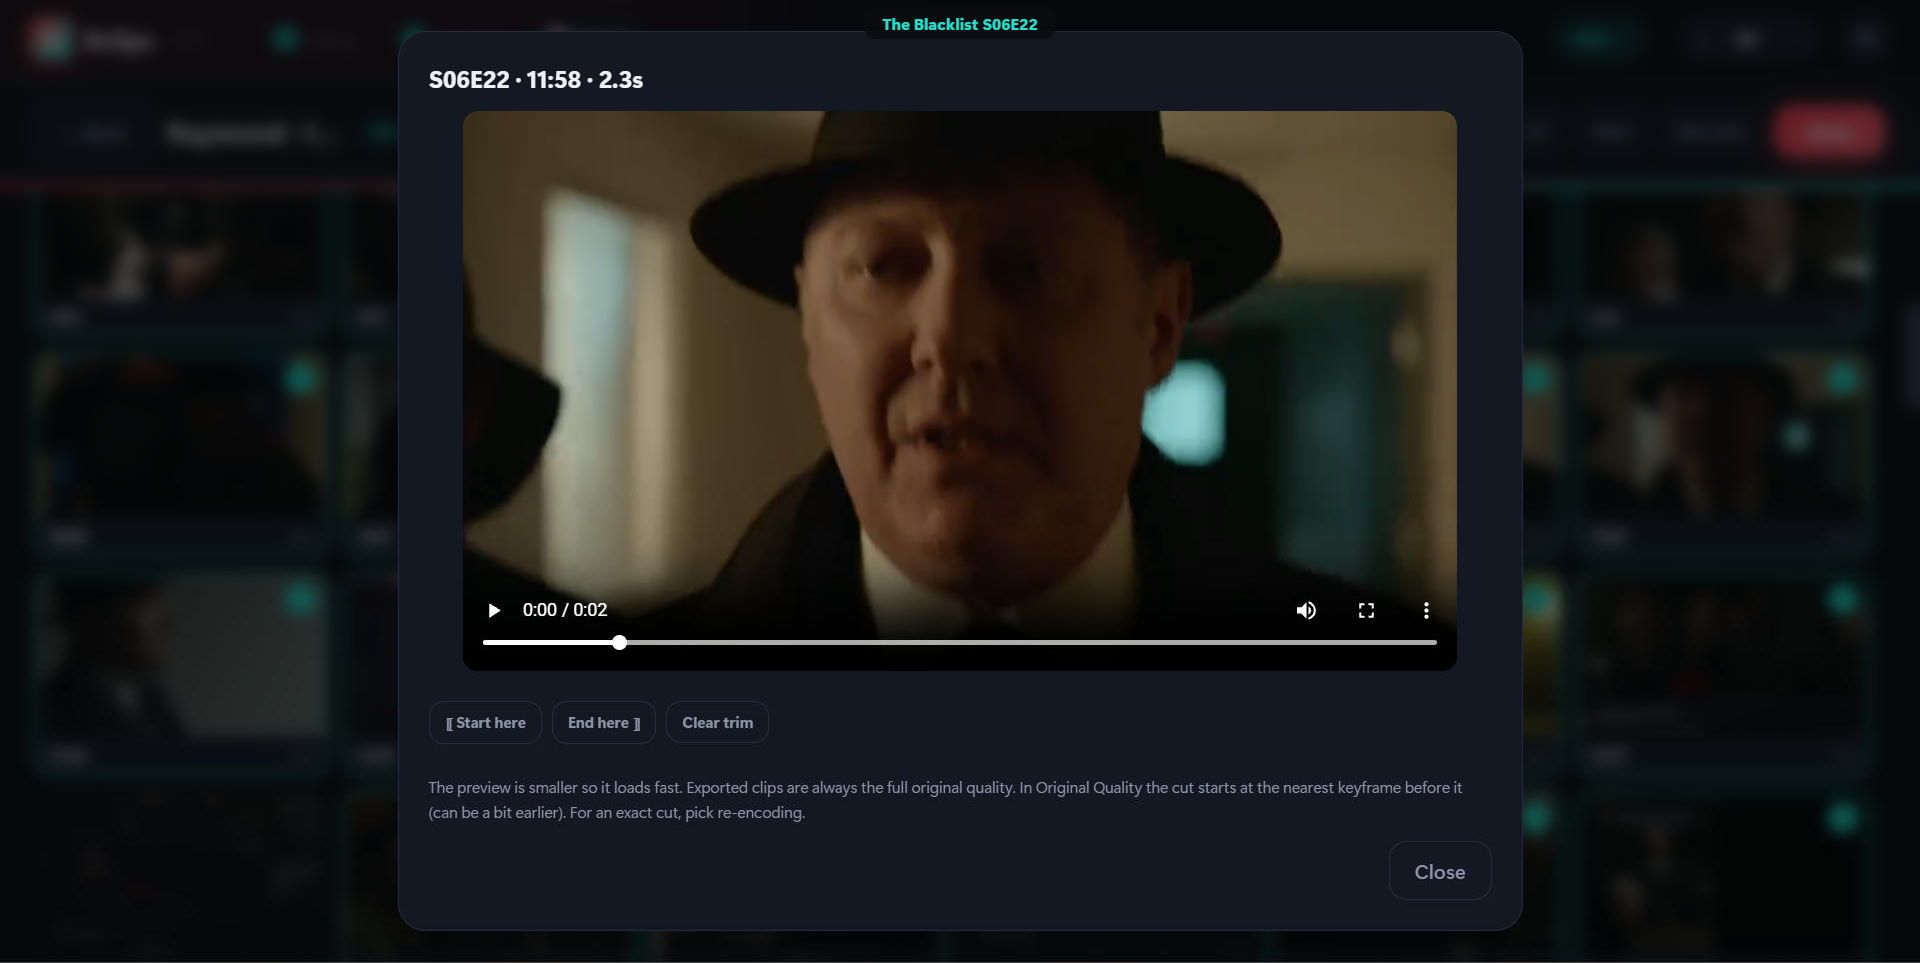 The Blacklist S06E22
S06E22 · 11:58 · 2.3s
0:00 / 0:02
⟦ Start here
End here ⟧
Clear trim
The preview is smaller so it loads fast. Exported clips are always the full original quality. In Original Quality the cut starts at the nearest keyframe before it
(can be a bit earlier). For an exact cut, pick re-encoding.
Close